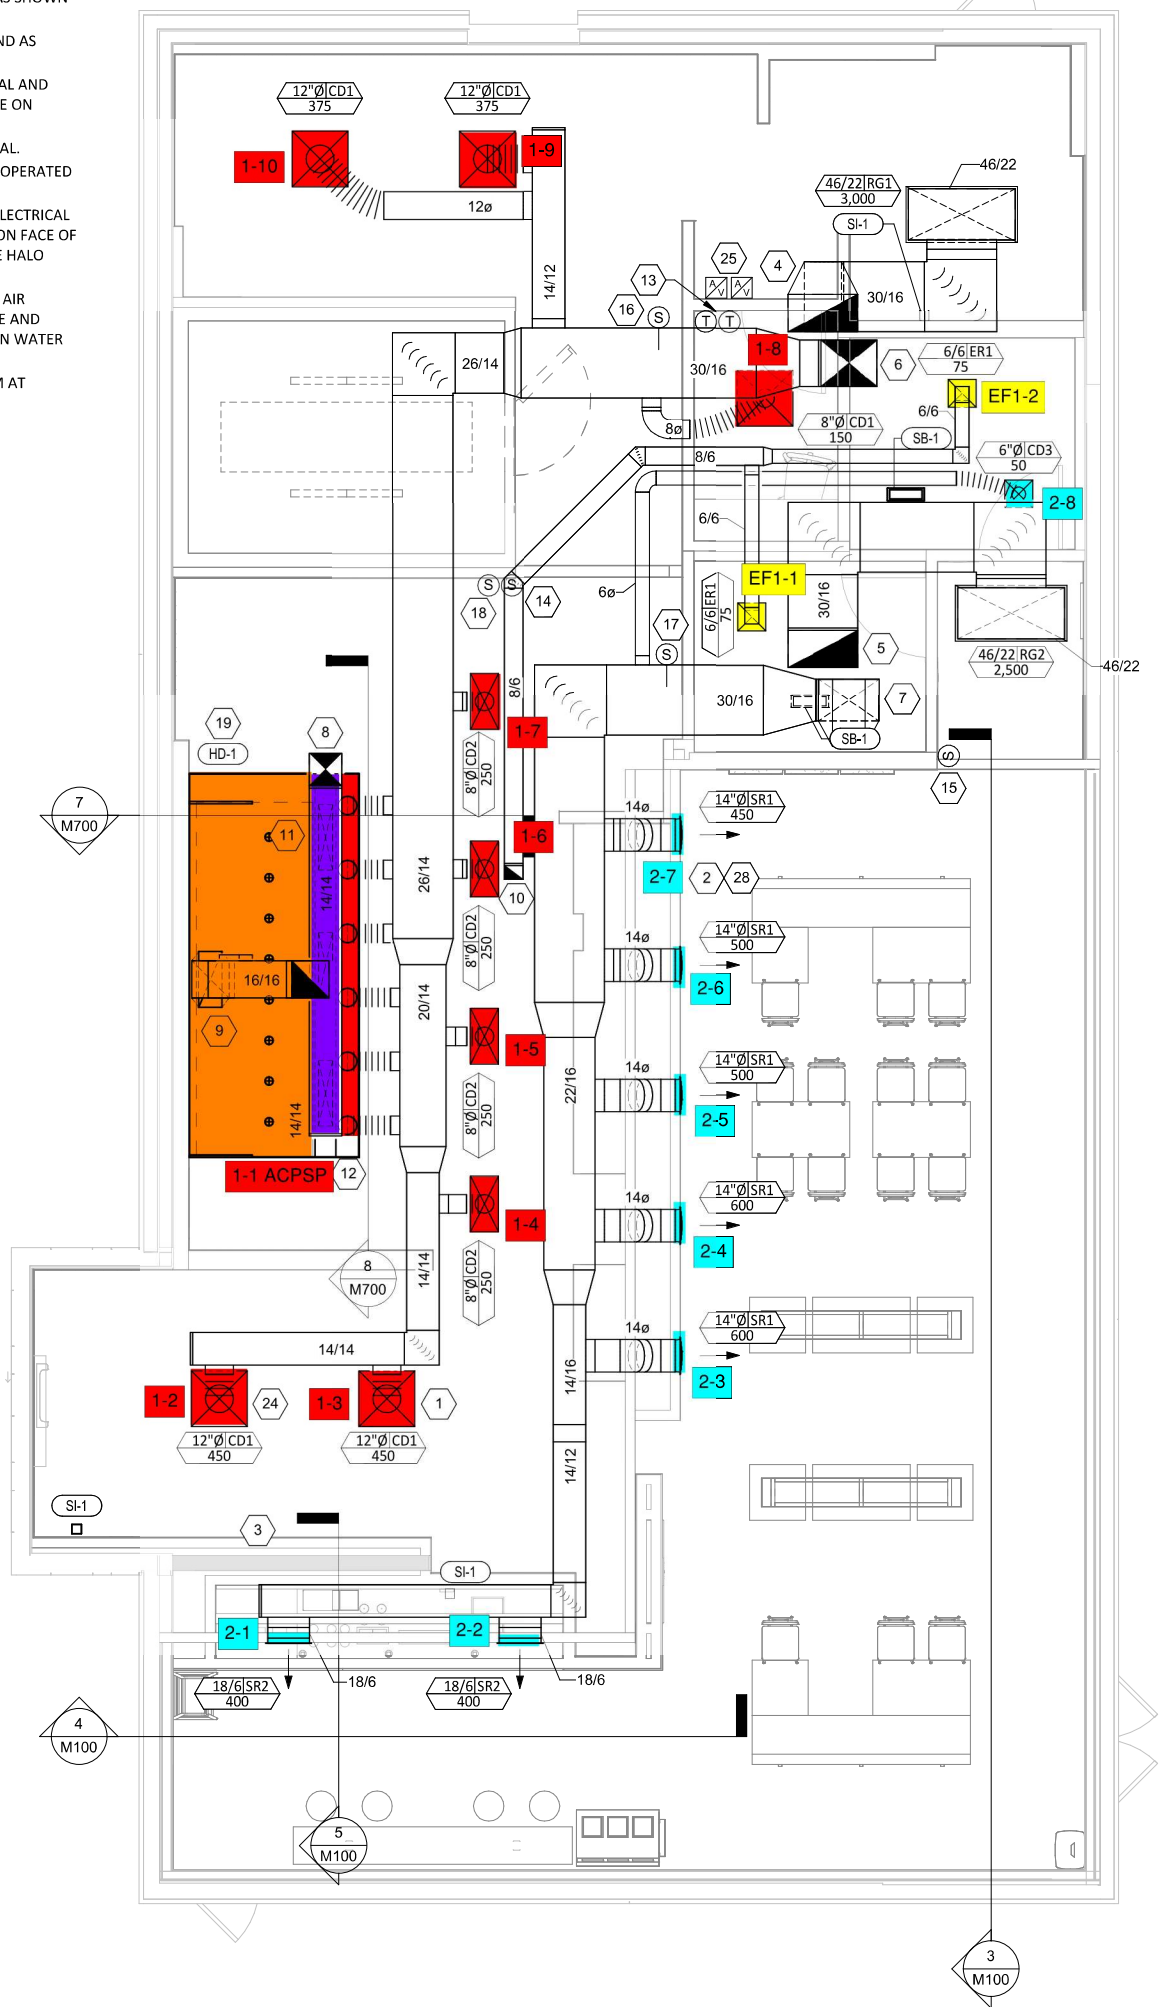 AS SHOWN
ND AS
AL AND
E ON
AL.
OPERATED
LECTRICAL
ON FACE OF
E HALO
AIR
E AND
N WATER
M AT
12"Ø CD1
375
12"Ø CD1
375
1-10
1-9
12ø
14/12
46/22
46/22 RG1
3,000
SI-1
30/16
25
4
13
A
V
A
V
16
S
T
T
26/14
30/16
1-8
6
6/6 ER1
75
EF1-2
6/6
8ø
8"Ø CD1
150
SB-1
6"Ø CD3
50
8/6
2-8
6/6
EF1-1
6/6 ER1
75
30/16
6ø
18
S
S
14
17
S
5
46/22 RG2
2,500
46/22
8/6
30/16
7
SB-1
19
HD-1
8
1-7
8"Ø CD2
250
S
15
7
M700
11
14/14
26/14
1-6
10
14ø
14"Ø SR1
450
2-7
2
28
8"Ø CD2
250
14ø
14"Ø SR1
500
2-6
16/16
9
20/14
1-5
22/16
14ø
14"Ø SR1
500
2-5
14/14
8"Ø CD2
250
1-1 ACPSP
12
1-4
14ø
14"Ø SR1
600
2-4
8
M700
14/14
8"Ø CD2
250
14ø
14"Ø SR1
600
2-3
14/14
14/16
1-2
24
1-3
1
12"Ø CD1
450
12"Ø CD1
450
14/12
SI-1
3
SI-1
2-1
2-2
18/6
18/6
18/6 SR2
400
18/6 SR2
400
4
M100
5
M100
3
M100